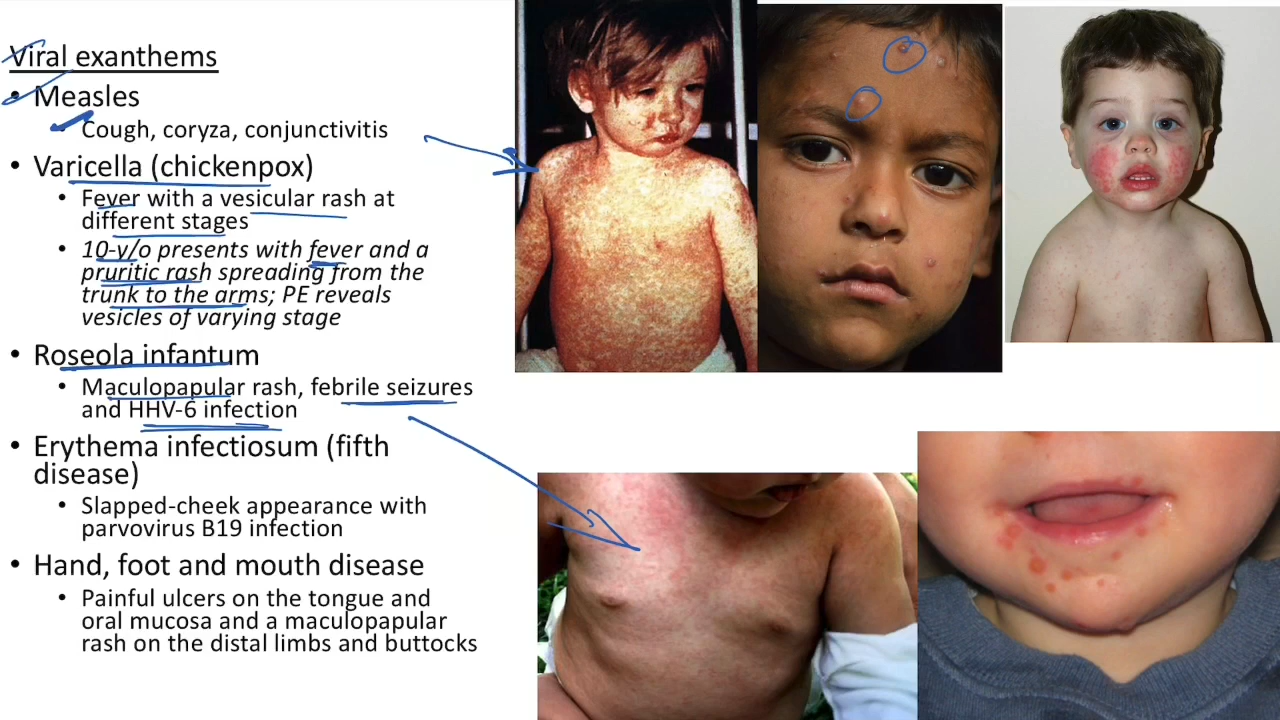 Viral exanthems
• Measles
• Cough, coryza, conjunctivitis
• Varicella (chickenpox)
• Fever with a vesicular rash at
different stages
• 10-y/o presents with fever and a
pruritic rash spreading from the
trunk to the arms; PE reveals
vesicles of varying stage
• Roseola infantum
• Maculopapular rash, febrile seizures
and HHV-6 infection
• Erythema infectiosum (fifth
disease)
• Slapped-cheek appearance with
parvovirus B19 infection
• Hand, foot and mouth disease
• Painful ulcers on the tongue and
oral mucosa and a maculopapular
rash on the distal limbs and buttocks